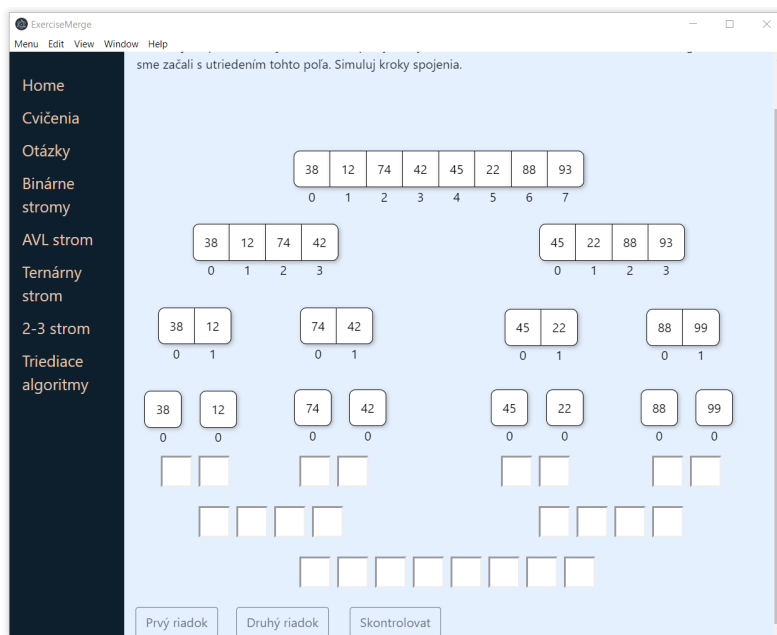 ExerciseMerge
Menu Edit View Window Help
sme začali s utriedením tohto poľa. Simuluj kroky spojenia.
Home
Cvičenia
Otázky
Binárne
stromy
AVL strom
Ternárny
strom
2-3 strom
Triediace
algoritmy
38 12 74 42 45 22 88 93
0 1 2 3 4 5 6 7
38 12 74 42 45 22 88 93
0 1 2 3 0 1 2 3
38 12 74 42 45 22 88 99
0 1 0 1 0 1 0 1
38 12 74 42 45 22 88 99
0 0 0 0 0 0 0 0
Prvý riadok Druhý riadok Skontrolovat